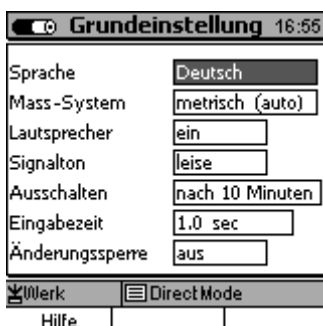 Grundeinstellung 16:55
Sprache Deutsch
Mass-System metrisch (auto)
Lautsprecher ein
Signalton leise
Ausschalten nach 10 Minuten
Eingabezeit 1.0 sec
Änderungssperre aus
Werk DirectMode
Hilfe